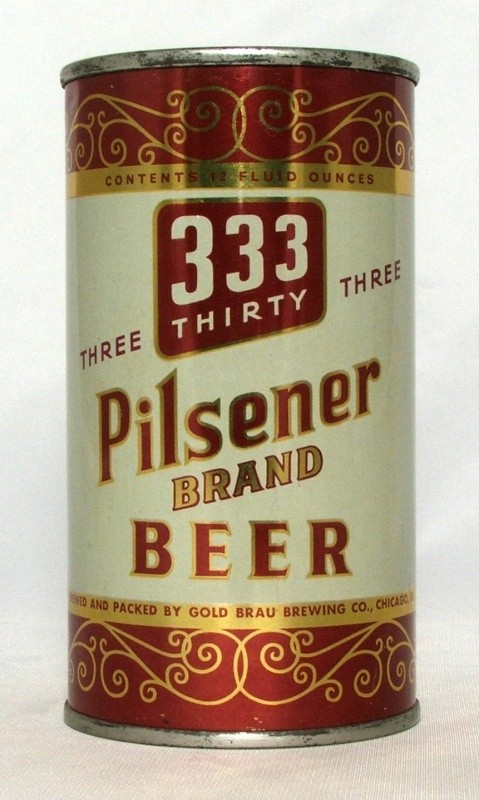 CONTENTS 12 FLUID OUNCES
333
THREE THIRTY THREE
Pilsener
BRAND
BEER
AND PACKED BY GOLD BRAU BREWING CO., CHICAGO,